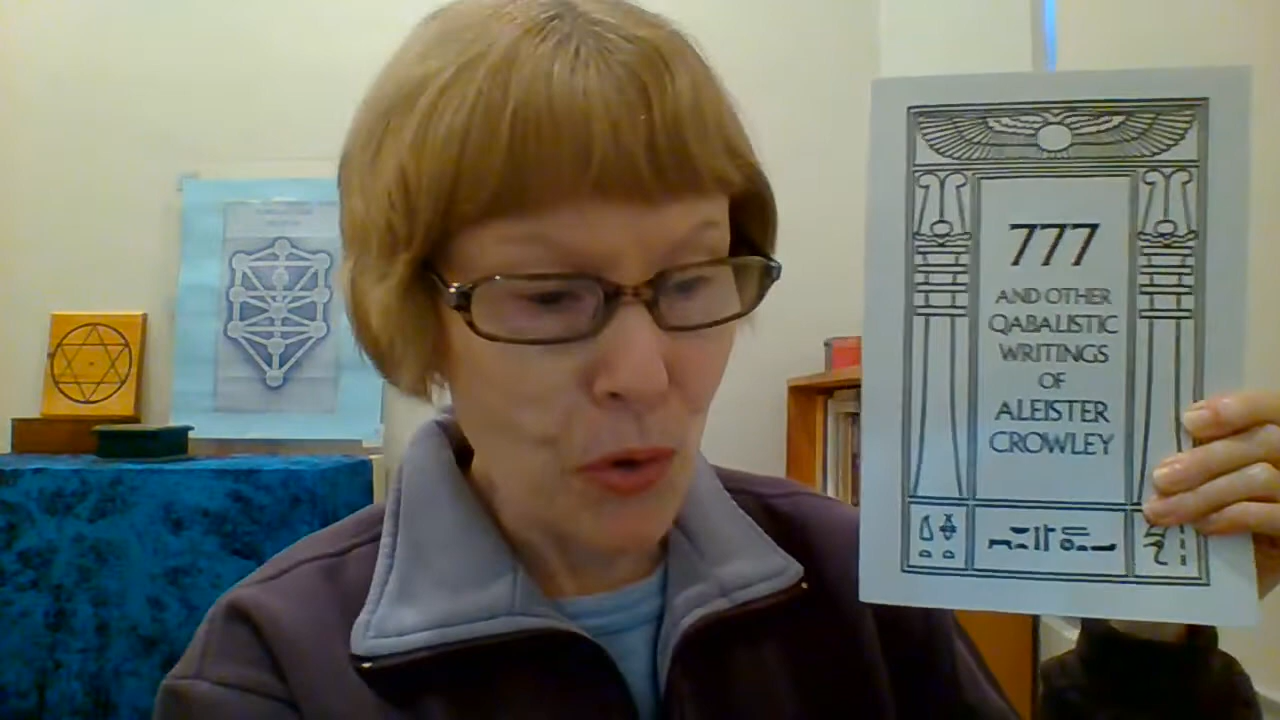 777
AND OTHER
QABALISTIC
WRITINGS
OF
ALEISTER
CROWLEY